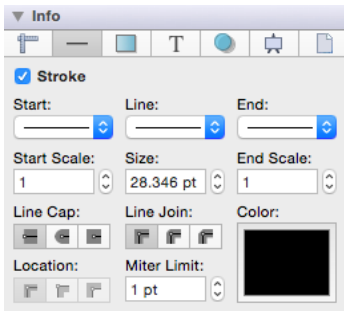 Info
T
Stroke
Start: Line: End:
Start Scale: Size: End Scale:
1 28.346 pt 1
Line Cap: Line Join: Color:
Location: Miter Limit:
1 pt